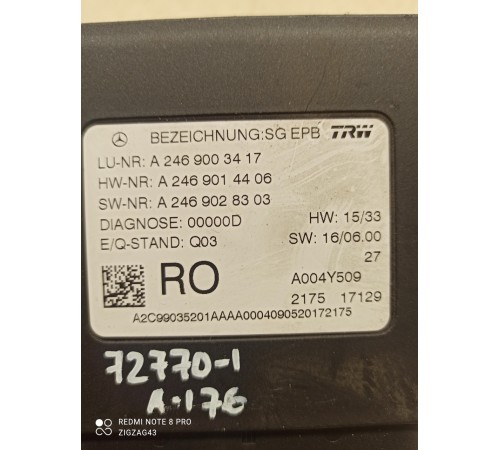 BEZEICHNUNG:SG EPB TRW
LU-NR: A 246 900 34 17
HW-NR: A 246 901 44 06
SW-NR: A 246 902 83 03
DIAGNOSE: 00000D HW: 15/33
E/Q-STAND: Q03 SW: 16/06.00
27
RO A004Y509
2175 17129
A2C99035201AAAA0004090520172175
72770-1
A-176
REDMI NOTE 8 PRO
ZIGZAG43